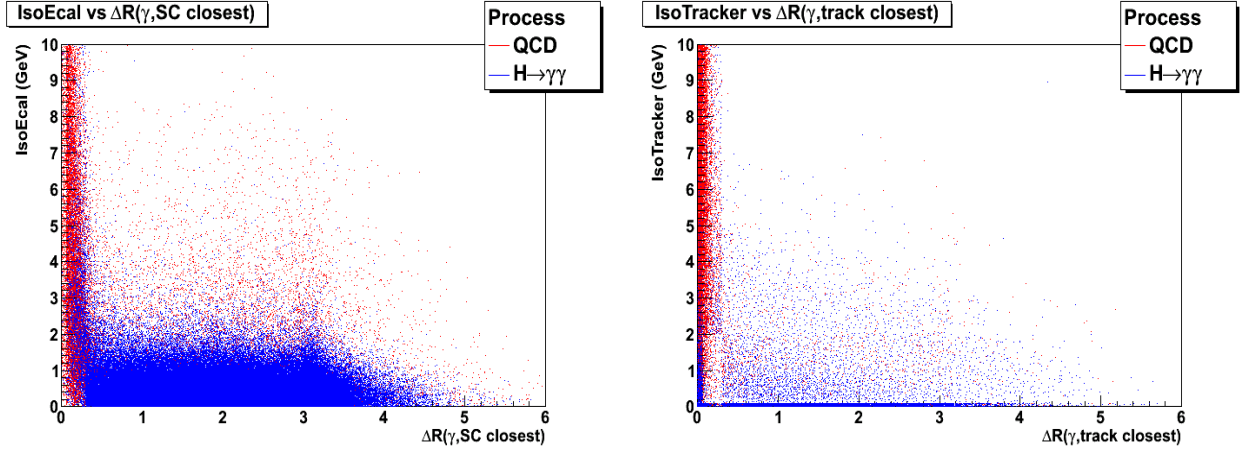 IsoEcal vs ΔR(γ,SC closest)
Process
QCD
H→γγ
IsoEcal (GeV)
10
9
8
7
6
5
4
3
2
1
0
0 1 2 3 4 5 6
ΔR(γ,SC closest)
IsoTracker vs ΔR(γ,track closest)
Process
QCD
H→γγ
IsoTracker (GeV)
10
9
8
7
6
5
4
3
2
1
0
0 1 2 3 4 5 6
ΔR(γ,track closest)